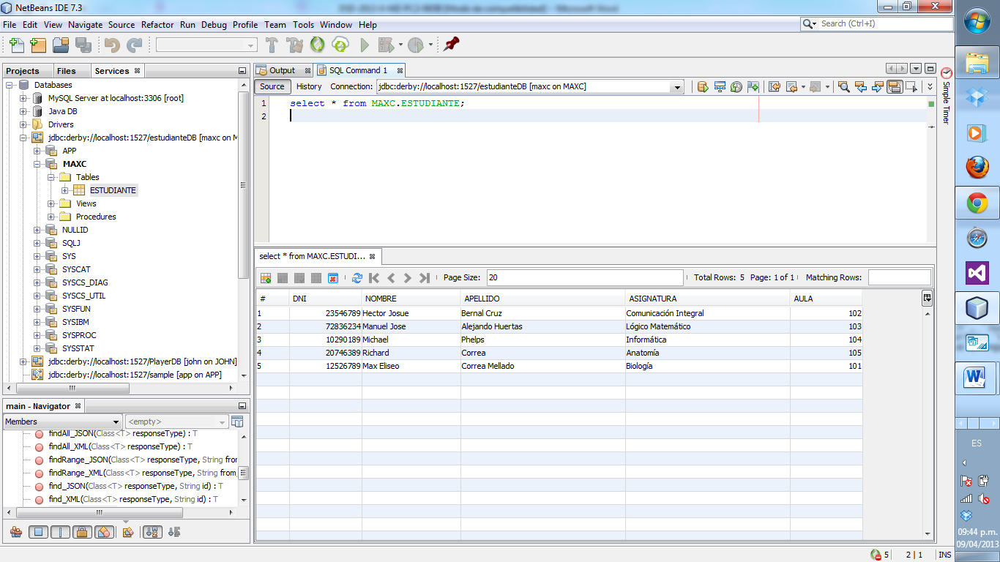 NetBeans IDE 7.3
File Edit View Navigate Source Refactor Run Debug Profile Team Tools Window Help
Search (Ctrl+I)
Projects Files Services
Databases
MySQL Server at localhost:3306 [root]
Java DB
Drivers
jdbc:derby://localhost:1527/estudianteDB [maxc on M
APP
MAXC
Tables
ESTUDIANTE
Views
Procedures
NULLID
SQLJ
SYS
SYSCAT
SYSCS_DIAG
SYSCS_UTIL
SYSFUN
SYSIBM
SYSPROC
SYSSTAT
jdbc:derby://localhost:1527/PlayerDB [john on JOHN]
jdbc:derby://localhost:1527/sample [app on APP]
main - Navigator
Members <empty>
findAll_JSON(Class<T> responseType) : T
findAll_XML(Class<T> responseType) : T
findRange_JSON(Class<T> responseType, String from
findRange_XML(Class<T> responseType, String from,
find_JSON(Class<T> responseType, String id) : T
find_XML(Class<T> responseType, String id) : T
Output SQL Command 1
Source History Connection: jdbc:derby://localhost:1527/estudianteDB [maxc on MAXC]
1 select * from MAXC.ESTUDIANTE;
2
select * from MAXC.ESTUDI...
Page Size: 20 Total Rows: 5 Page: 1 of 1 Matching Rows:
# DNI NOMBRE APELLIDO ASIGNATURA AULA
1 23546789 Hector Josue Bernal Cruz Comunicación Integral 102
2 72836234 Manuel Jose Alejando Huertas Lógico Matemático 103
3 10290189 Michael Phelps Informática 104
4 20746389 Richard Correa Anatomía 105
5 12526789 Max Eliseo Correa Mellado Biología 101
Simple Timer
5 2 | 1 INS
ES
09:44 p.m.
09/04/2013